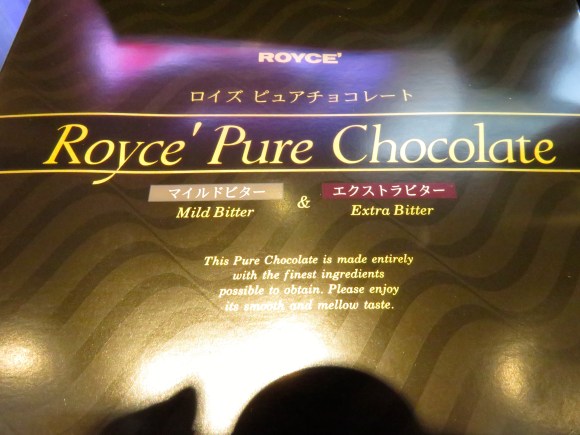 ROYCE'
ロイズ ピュアチョコレート
Royce' Pure Chocolate
マイルドビター & エクストラビター
Mild Bitter Extra Bitter
This Pure Chocolate is made entirely
with the finest ingredients
possible to obtain. Please enjoy
its smooth and mellow taste.